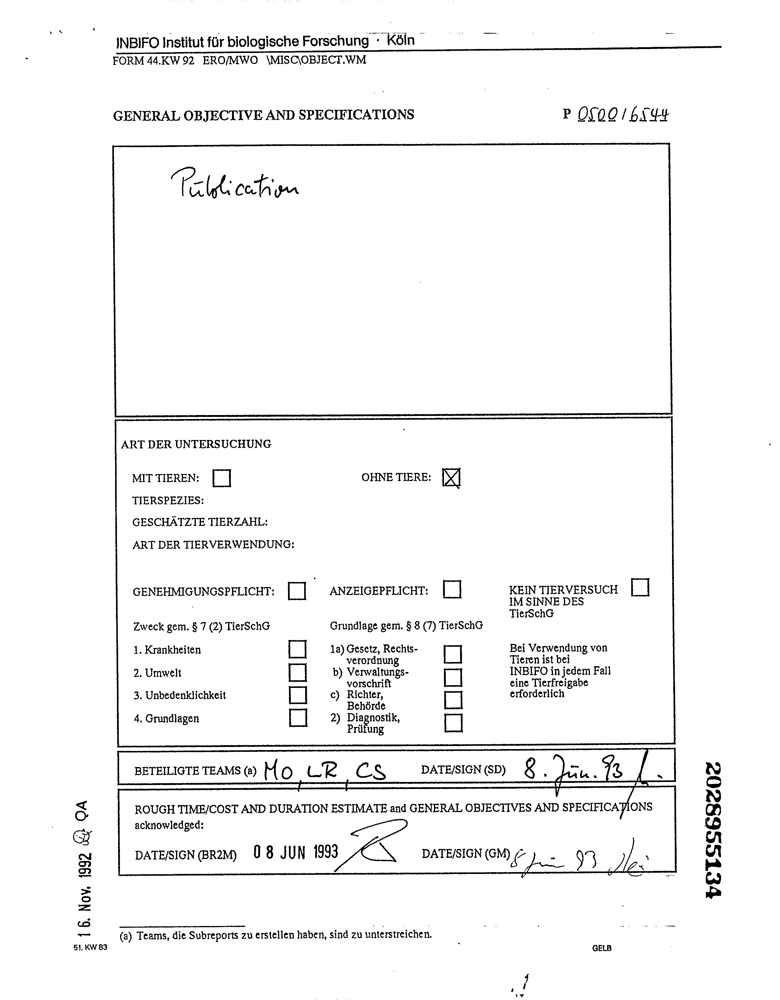 INBIFO Institut für biologische Forschung · Köln
FORM 44.KW 92 ERO/MWO \MISC\OBJECT.WM
GENERAL OBJECTIVE AND SPECIFICATIONS P 0500/6544
Publication
ART DER UNTERSUCHUNG
MIT TIEREN: OHNE TIERE: ☒
TIERSPEZIES:
GESCHÄTZTE TIERZAHL:
ART DER TIERVERWENDUNG:
GENEHMIGUNGSPFLICHT: ANZEIGEPFLICHT: KEIN TIERVERSUCH
IM SINNE DES
TierSchG
Zweck gem. § 7 (2) TierSchG Grundlage gem. § 8 (7) TierSchG
1. Krankheiten
2. Umwelt
3. Unbedenklichkeit
4. Grundlagen
1a) Gesetz, Rechts-
verordnung
b) Verwaltungs-
vorschrift
c) Richter,
Behörde
2) Diagnostik,
Prüfung
Bei Verwendung von
Tieren ist bei
INBIFO in jedem Fall
eine Tierfreigabe
erforderlich
BETEILIGTE TEAMS (a) MO, LR, CS DATE/SIGN (SD) 8. Jün. 93
ROUGH TIME/COST AND DURATION ESTIMATE and GENERAL OBJECTIVES AND SPECIFICATIONS
acknowledged:
DATE/SIGN (BR2M) 08 JUN 1993 DATE/SIGN (GM) 8 Jun 93
(a) Teams, die Subreports zu erstellen haben, sind zu unterstreichen.
51. KW 83 GELB
16. Nov. 1992 QA
2028955134
1